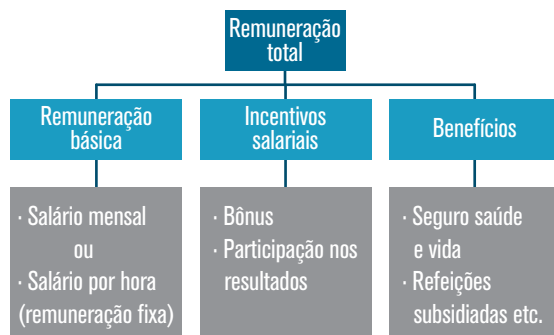 Remuneração
total
Remuneração
básica
Incentivos
salariais
Benefícios
· Salário mensal
ou
· Salário por hora
(remuneração fixa)
· Bônus
· Participação nos
resultados
· Seguro saúde
e vida
· Refeições
subsidiadas etc.